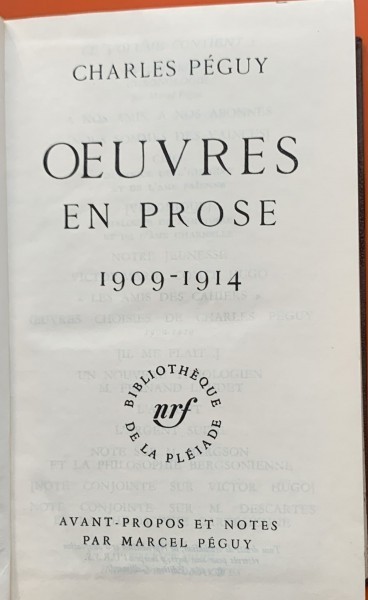 CHARLES PÉGUY
ŒUVRES
EN PROSE
1909-1914
BIBLIOTHÈQUE
nrf
DE LA PLÉIADE
AVANT-PROPOS ET NOTES
PAR MARCEL PÉGUY